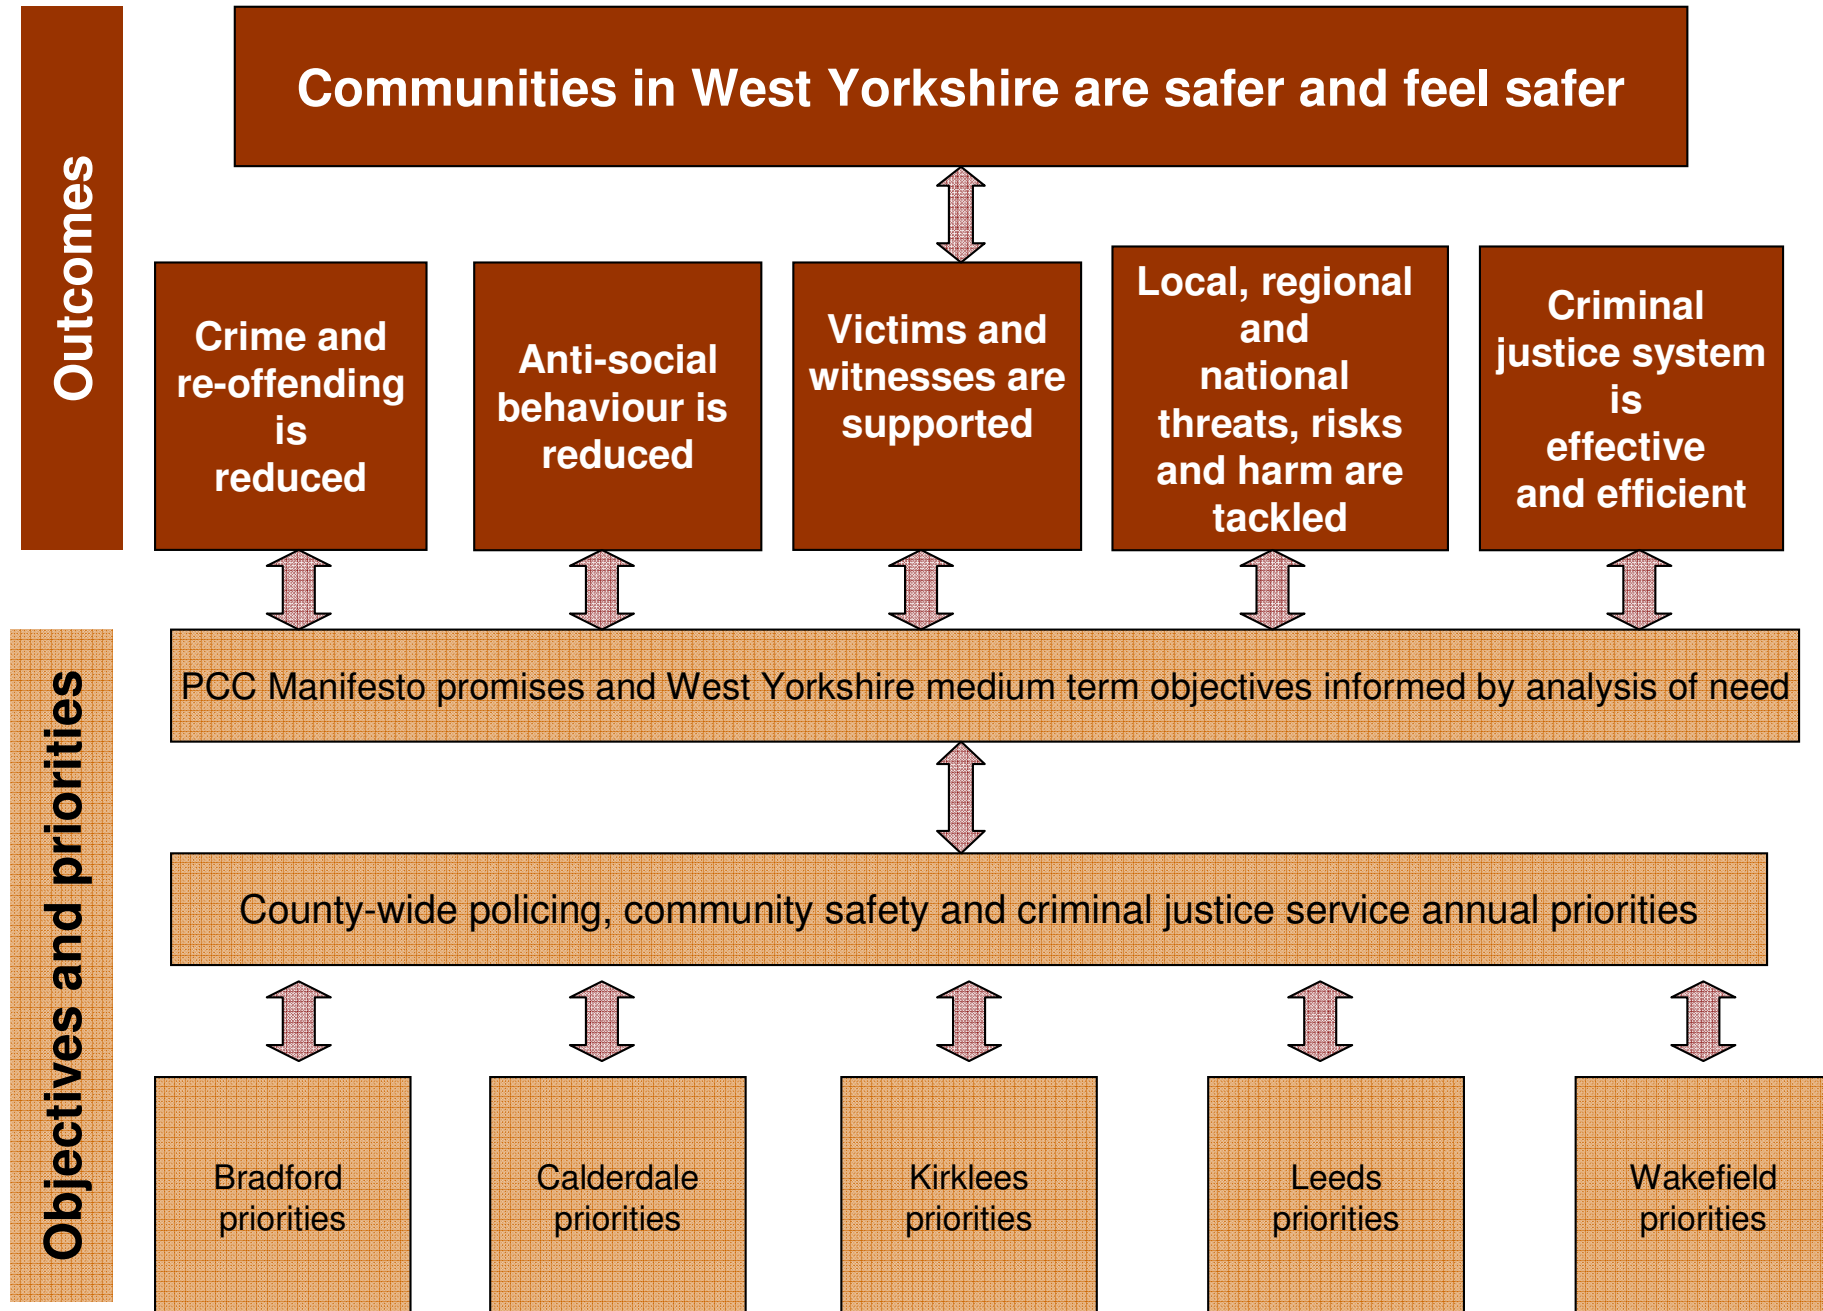 Outcomes
Communities in West Yorkshire are safer and feel safer
Crime and
re-offending
is
reduced
Anti-social
behaviour is
reduced
Victims and
witnesses are
supported
Local, regional
and
national
threats, risks
and harm are
tackled
Criminal
justice system
is
effective
and efficient
Objectives and priorities
PCC Manifesto promises and West Yorkshire medium term objectives informed by analysis of need
County-wide policing, community safety and criminal justice service annual priorities
Bradford
priorities
Calderdale
priorities
Kirklees
priorities
Leeds
priorities
Wakefield
priorities